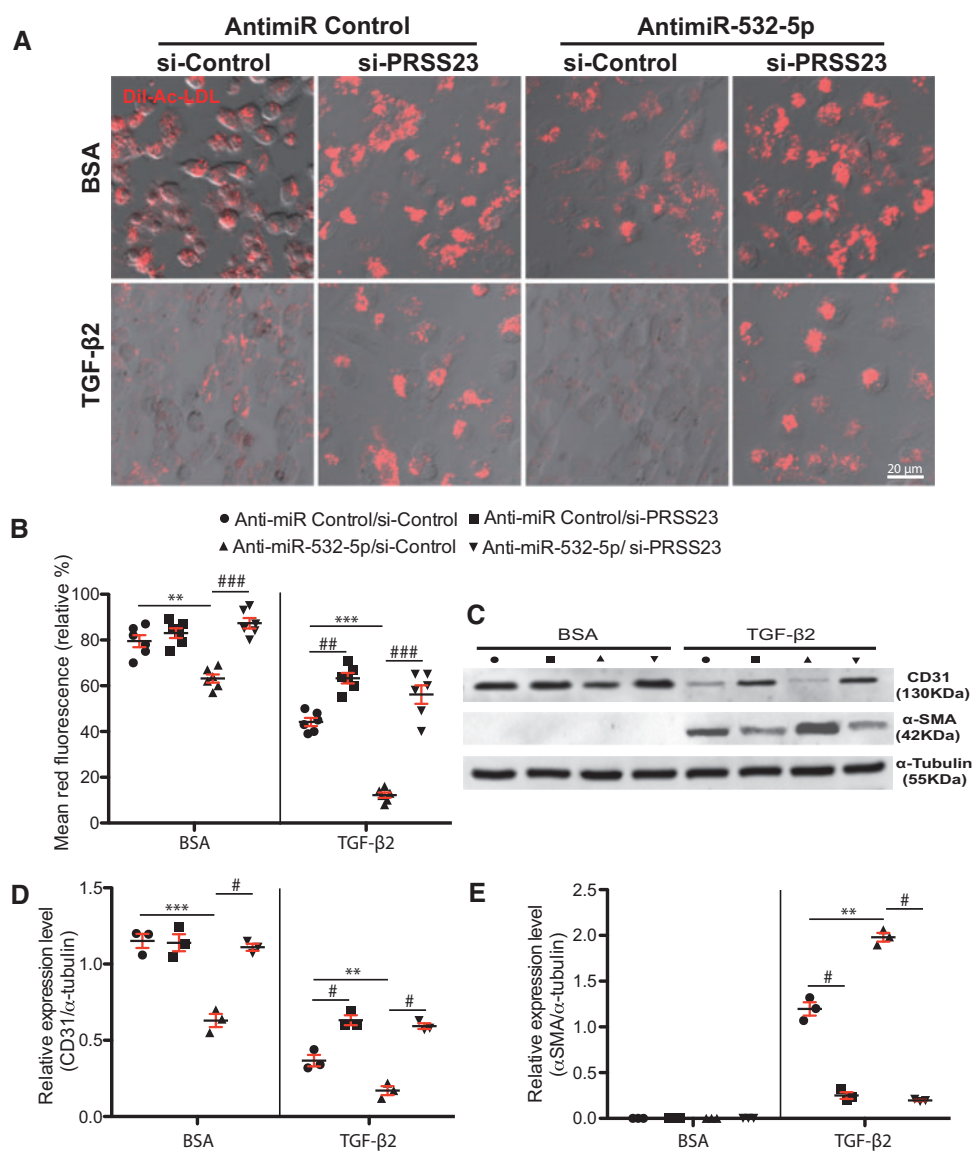 A
AntimiR Control
AntimiR-532-5p
si-Control
si-PRSS23
si-Control
si-PRSS23
Dil-Ac-LDL
BSA
TGF-β2
20 μm
B
● Anti-miR Control/si-Control ■ Anti-miR Control/si-PRSS23
▲ Anti-miR-532-5p/si-Control ▼ Anti-miR-532-5p/ si-PRSS23
Mean red fluorescence (relative %)
100
80
60
40
20
0
**
###
***
##
###
BSA
TGF-β2
C
BSA
TGF-β2
● ■ ▲ ▼ ● ■ ▲ ▼
CD31
(130KDa)
α-SMA
(42KDa)
α-Tubulin
(55KDa)
D
Relative expression level
(CD31/α-tubulin)
1.5
1.0
0.5
0.0
***
#
**
#
#
BSA
TGF-β2
E
Relative expression level
(αSMA/α-tubulin)
2.5
2.0
1.5
1.0
0.5
0.0
**
#
#
BSA
TGF-β2